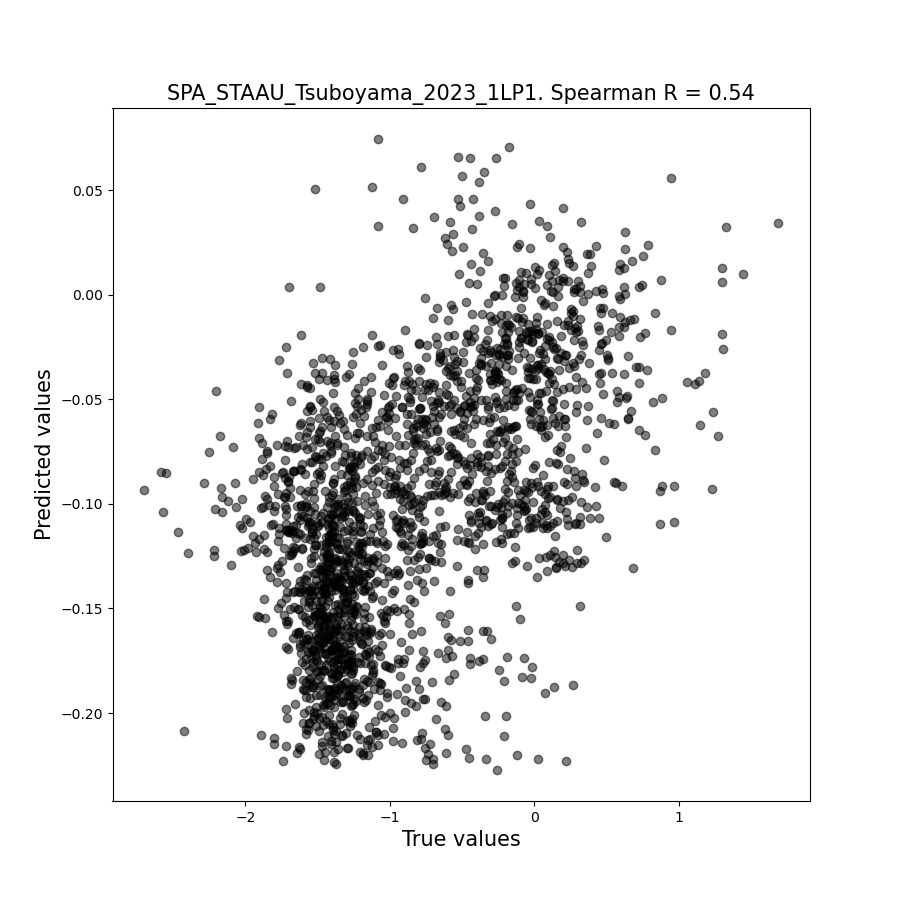 SPA_STAAU_Tsuboyama_2023_1LP1. Spearman R = 0.54
0.05
0.00
−0.05
−0.10
−0.15
−0.20
Predicted values
−2 −1 0 1
True values